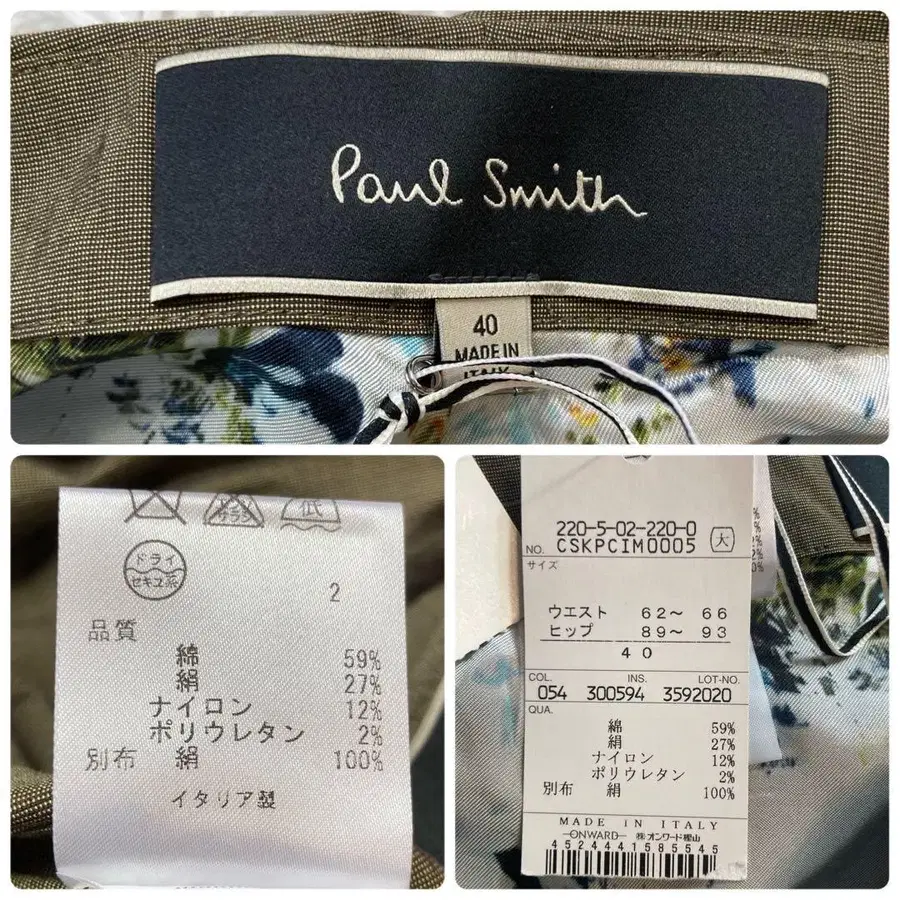 Paul Smith
40
MADE IN
ITALY
ドライ
セキユ系
低
2
品質
綿 59%
絹 27%
ナイロン 12%
ポリウレタン 2%
別布 絹 100%
イタリア製
220-5-02-220-0
NO. CSKPCIM0005 大
サイズ
ウエスト 62～ 66
ヒップ 89～ 93
40
COL. INS. LOT-NO.
054 300594 3592020
QUA.
綿 59%
絹 27%
ナイロン 12%
ポリウレタン 2%
別布 絹 100%
MADE IN ITALY
ONWARD ㈱オンワード樫山
4524441585545